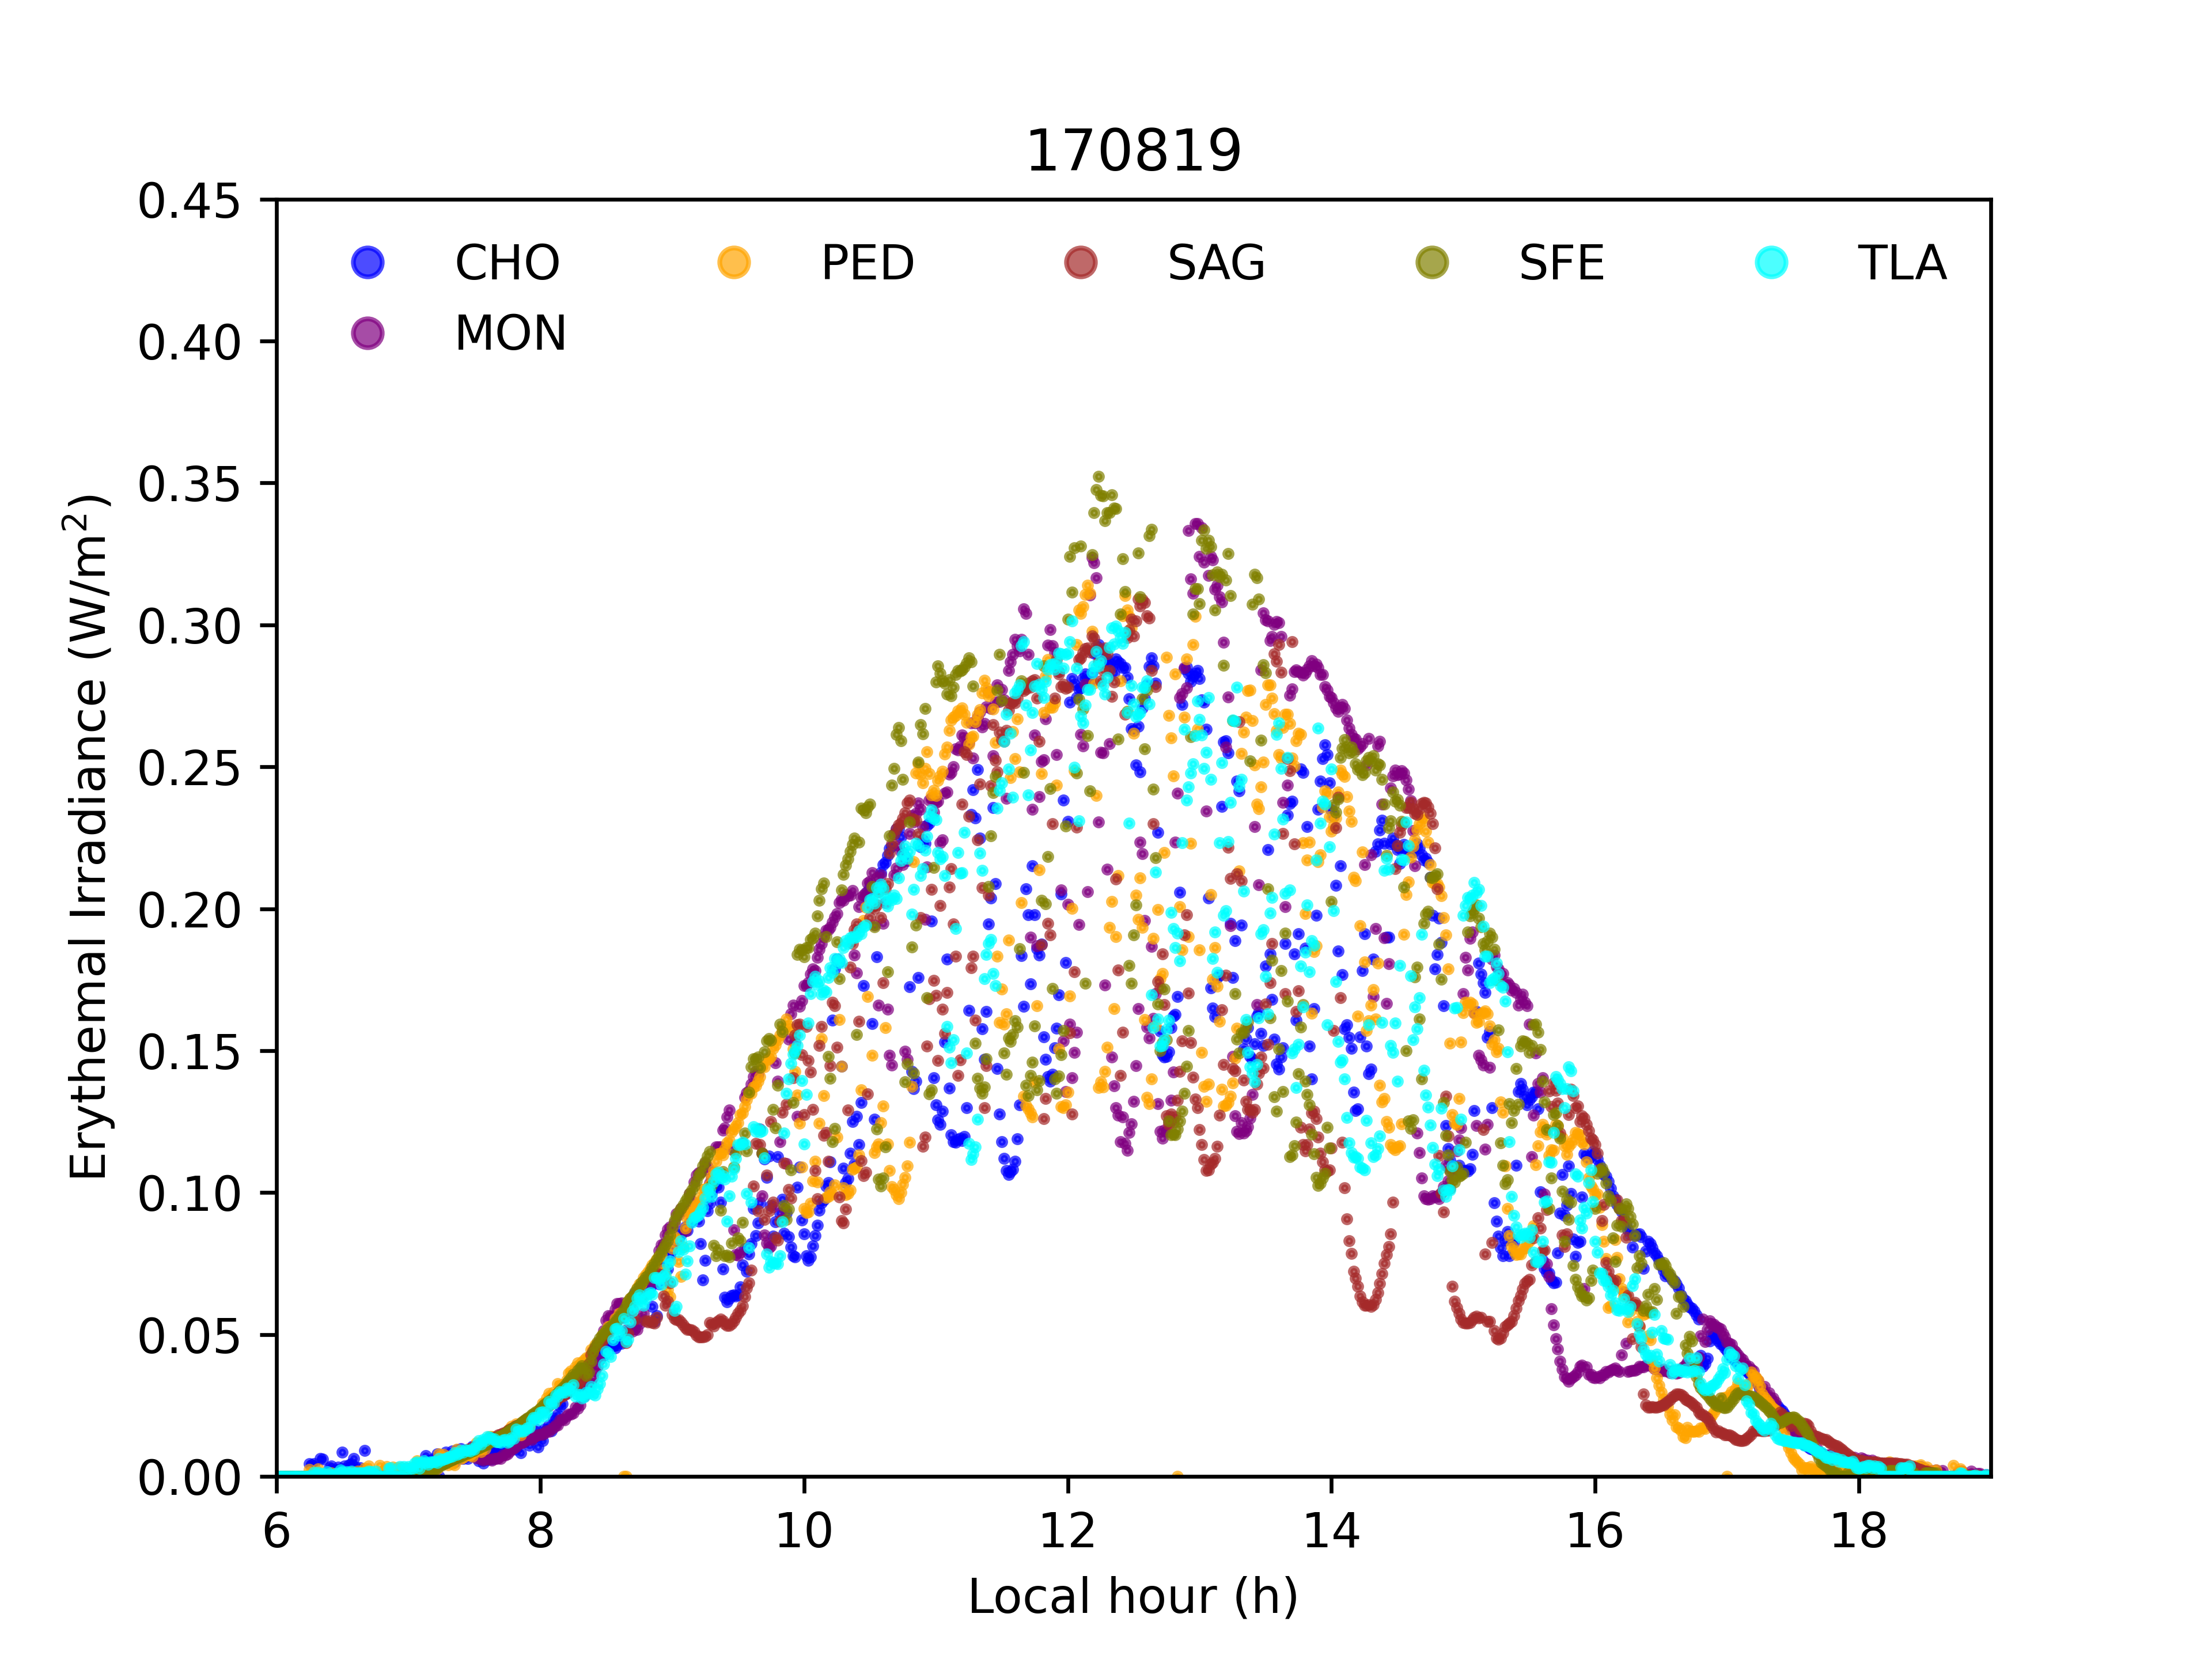 170819
0.45
0.40
0.35
0.30
0.25
0.20
0.15
0.10
0.05
0.00
Erythemal Irradiance (W/m²)
CHO PED SAG SFE TLA
MON
6 8 10 12 14 16 18
Local hour (h)